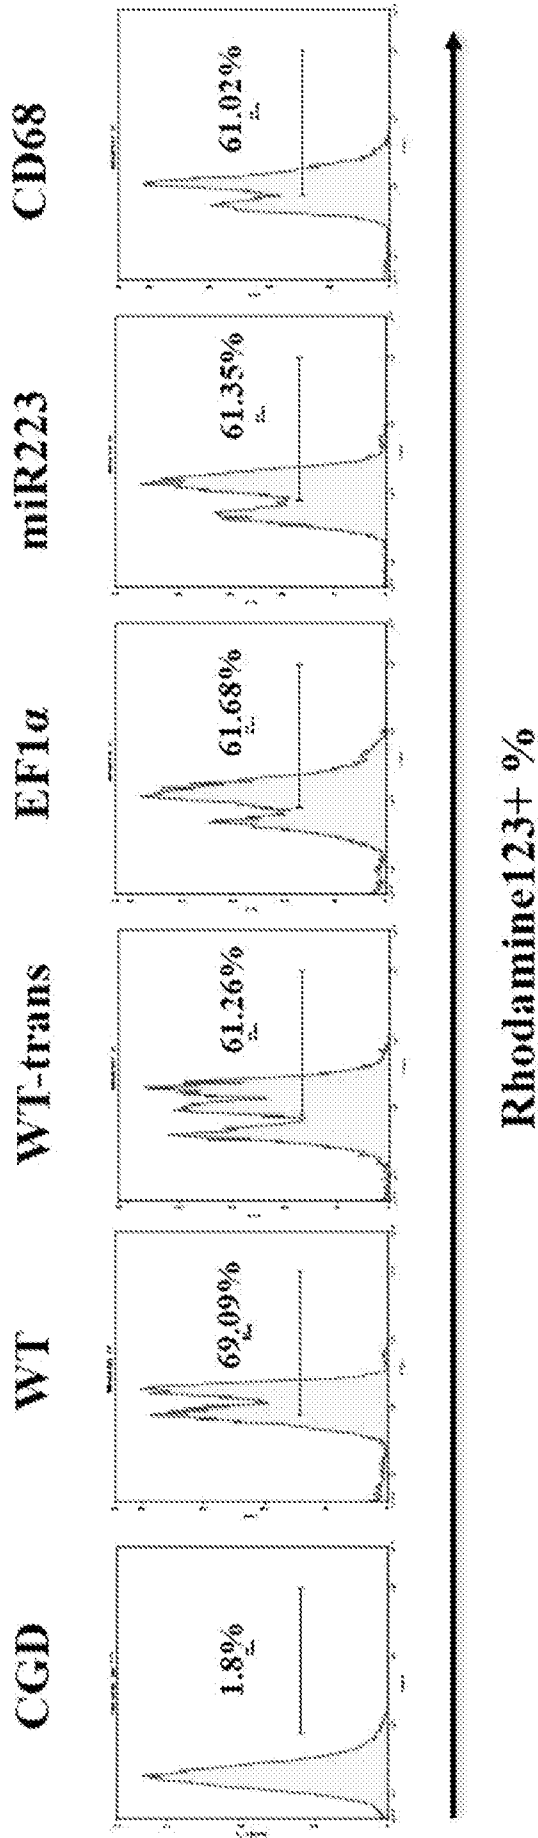 CGD
WT
WT-trans
EF1α
miR223
CD68
1.8%
69.09%
61.26%
61.68%
61.35%
61.02%
Rhodamine123+ %